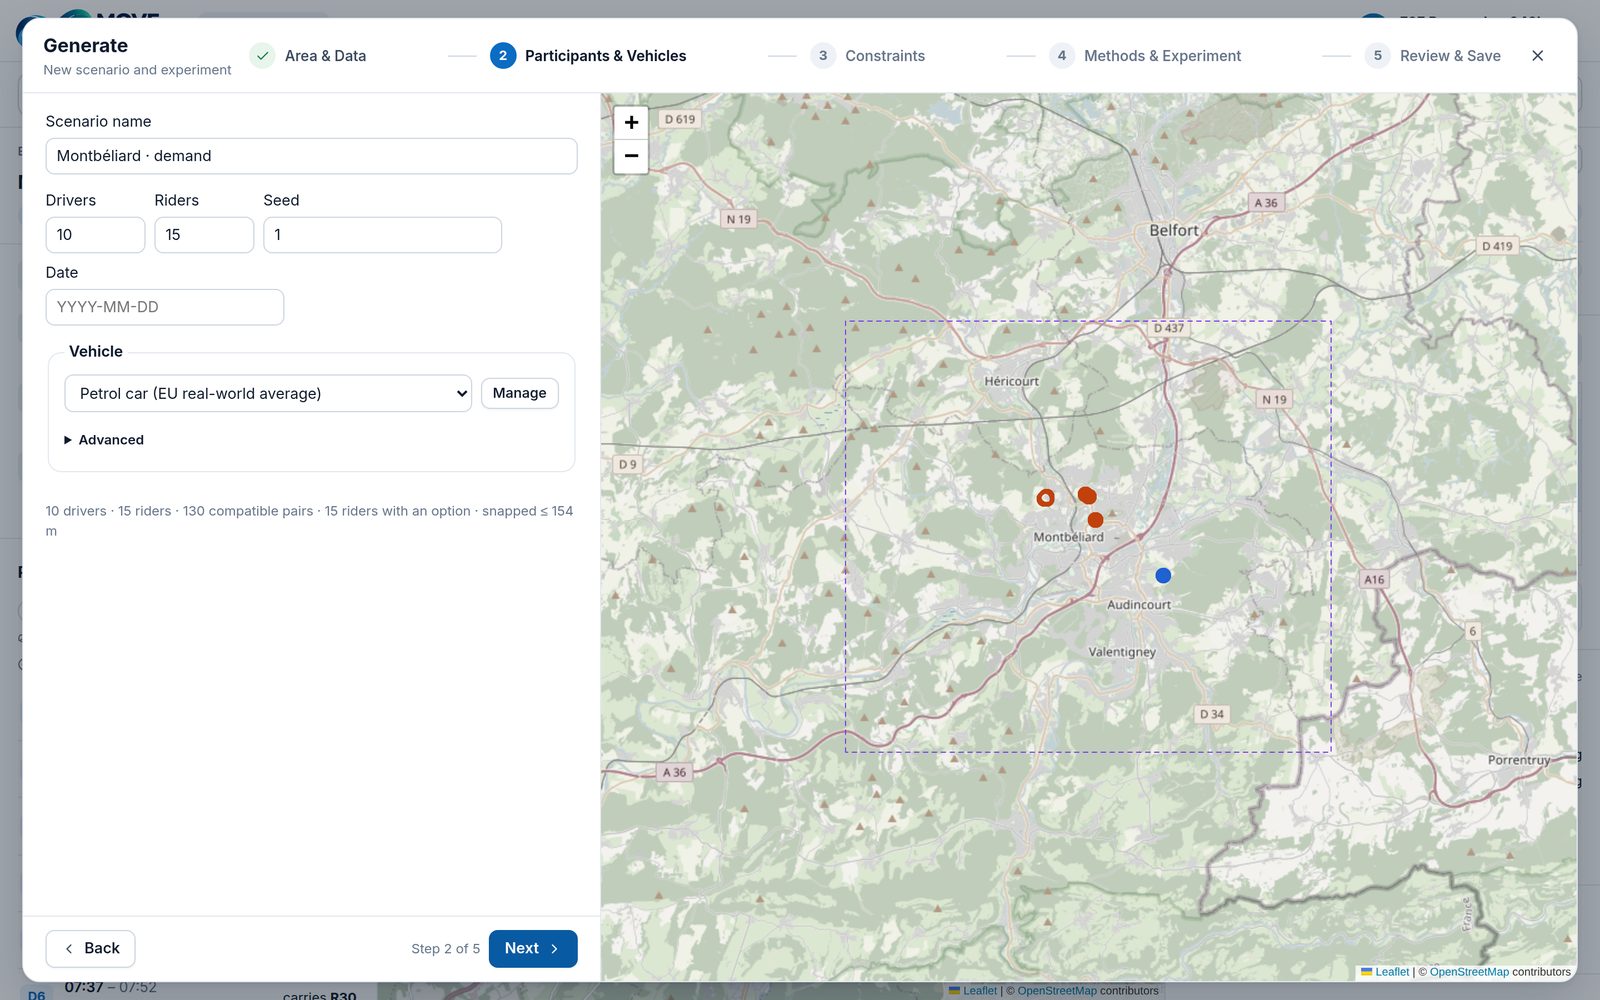 Generate
New scenario and experiment
Area & Data
2 Participants & Vehicles
3 Constraints
4 Methods & Experiment
5 Review & Save
Scenario name
Montbéliard · demand
Drivers
Riders
Seed
10
15
1
Date
YYYY-MM-DD
Vehicle
Petrol car (EU real-world average)
Manage
Advanced
10 drivers · 15 riders · 130 compatible pairs · 15 riders with an option · snapped ≤ 154
m
Back
Step 2 of 5
Next
+
−
D 619
N 19
A 36
Belfort
D 419
D 437
Héricourt
N 19
D 9
Montbéliard
A16
Audincourt
6
Valentigney
D 34
Porrentruy
A 36
France
Leaflet | © OpenStreetMap contributors
D6
07:37 – 07:52
carries R30
Leaflet | © OpenStreetMap contributors